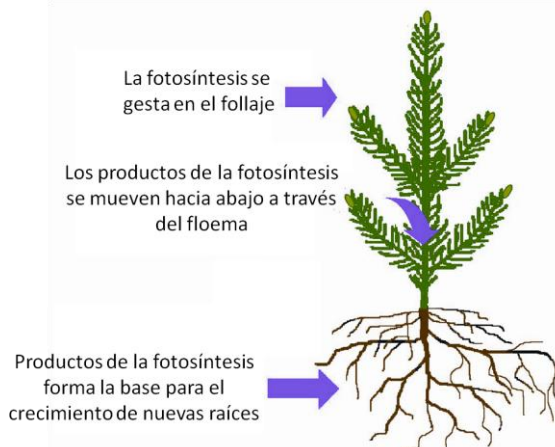 La fotosíntesis se
gesta en el follaje
Los productos de la fotosíntesis
se mueven hacia abajo a través
del floema
Productos de la fotosíntesis
forma la base para el
crecimiento de nuevas raíces